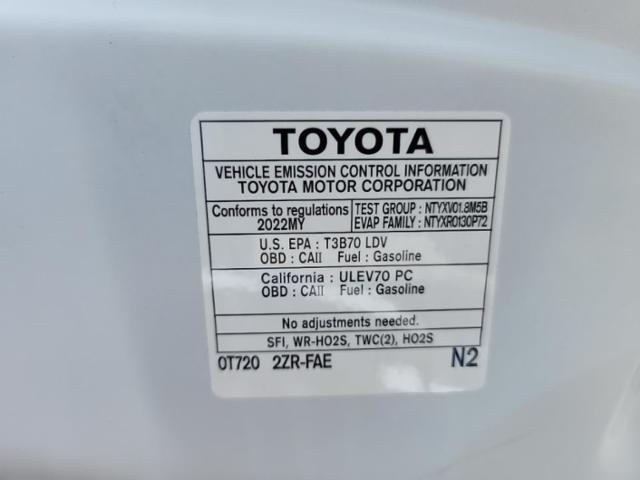 TOYOTA
VEHICLE EMISSION CONTROL INFORMATION
TOYOTA MOTOR CORPORATION
Conforms to regulations
2022MY
TEST GROUP : NTYXV01.8M5B
EVAP FAMILY : NTYXR0130P72
U.S. EPA : T3B70 LDV
OBD : CAII Fuel : Gasoline
California : ULEV70 PC
OBD : CAII Fuel : Gasoline
No adjustments needed.
SFI, WR-HO2S, TWC(2), HO2S
0T720 2ZR-FAE N2